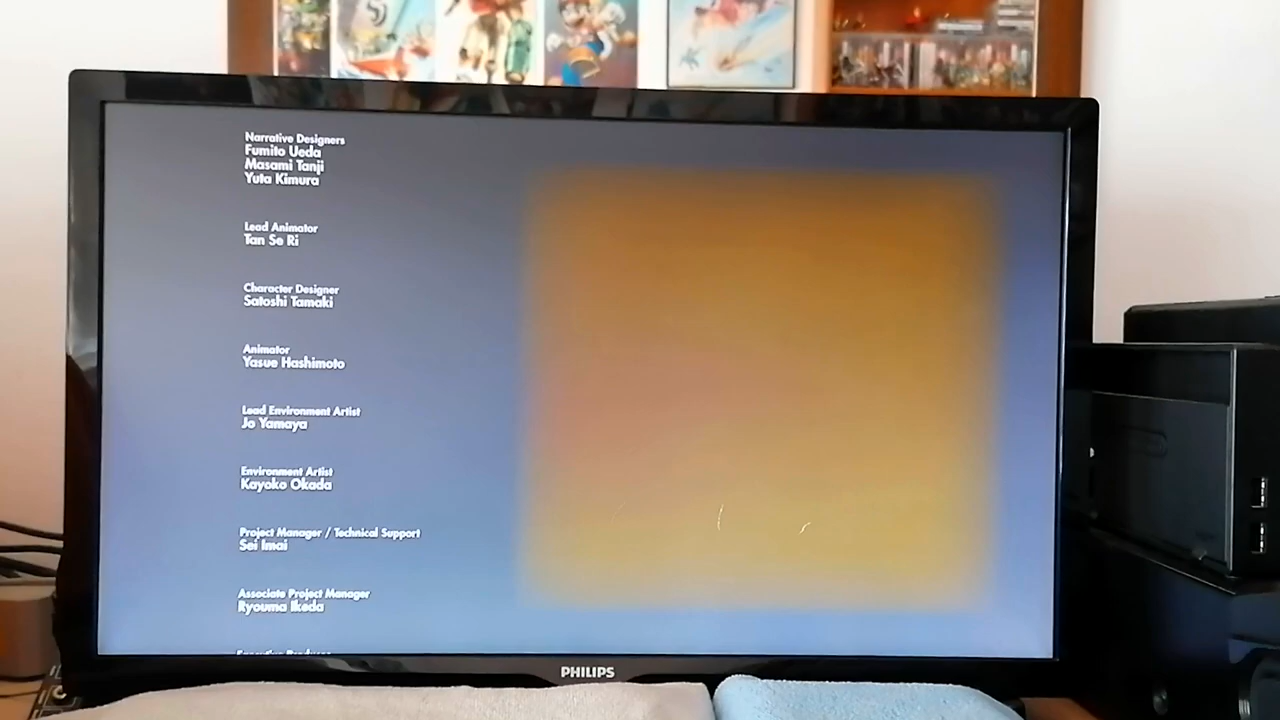 Narrative Designers
Fumito Ueda
Masami Tanji
Yuta Kimura
Lead Animator
Tan Se Ri
Character Designer
Satoshi Tamaki
Animator
Yasue Hashimoto
Lead Environment Artist
Jo Yamaya
Environment Artist
Kayoko Okada
Project Manager / Technical Support
Sei Imai
Associate Project Manager
Ryouma Ikeda
PHILIPS